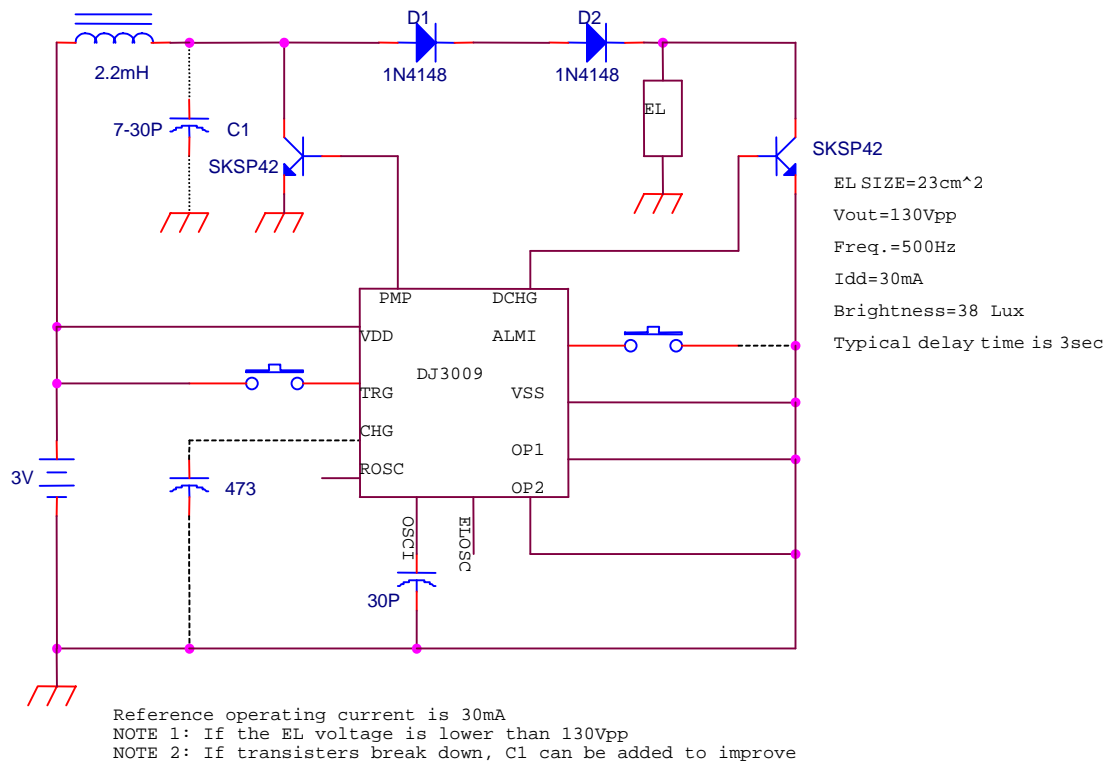 D1
D2
2.2mH
1N4148
1N4148
7-30P
C1
EL
SKSP42
SKSP42
EL SIZE=23cm^2
Vout=130Vpp
Freq.=500Hz
Idd=30mA
Brightness=38 Lux
Typical delay time is 3sec
PMP
DCHG
VDD
ALMI
DJ3009
TRG
VSS
CHG
OP1
ROSC
OP2
3V
473
OSCI
ELOSC
30P
Reference operating current is 30mA
NOTE 1: If the EL voltage is lower than 130Vpp
NOTE 2: If transisters break down, C1 can be added to improve